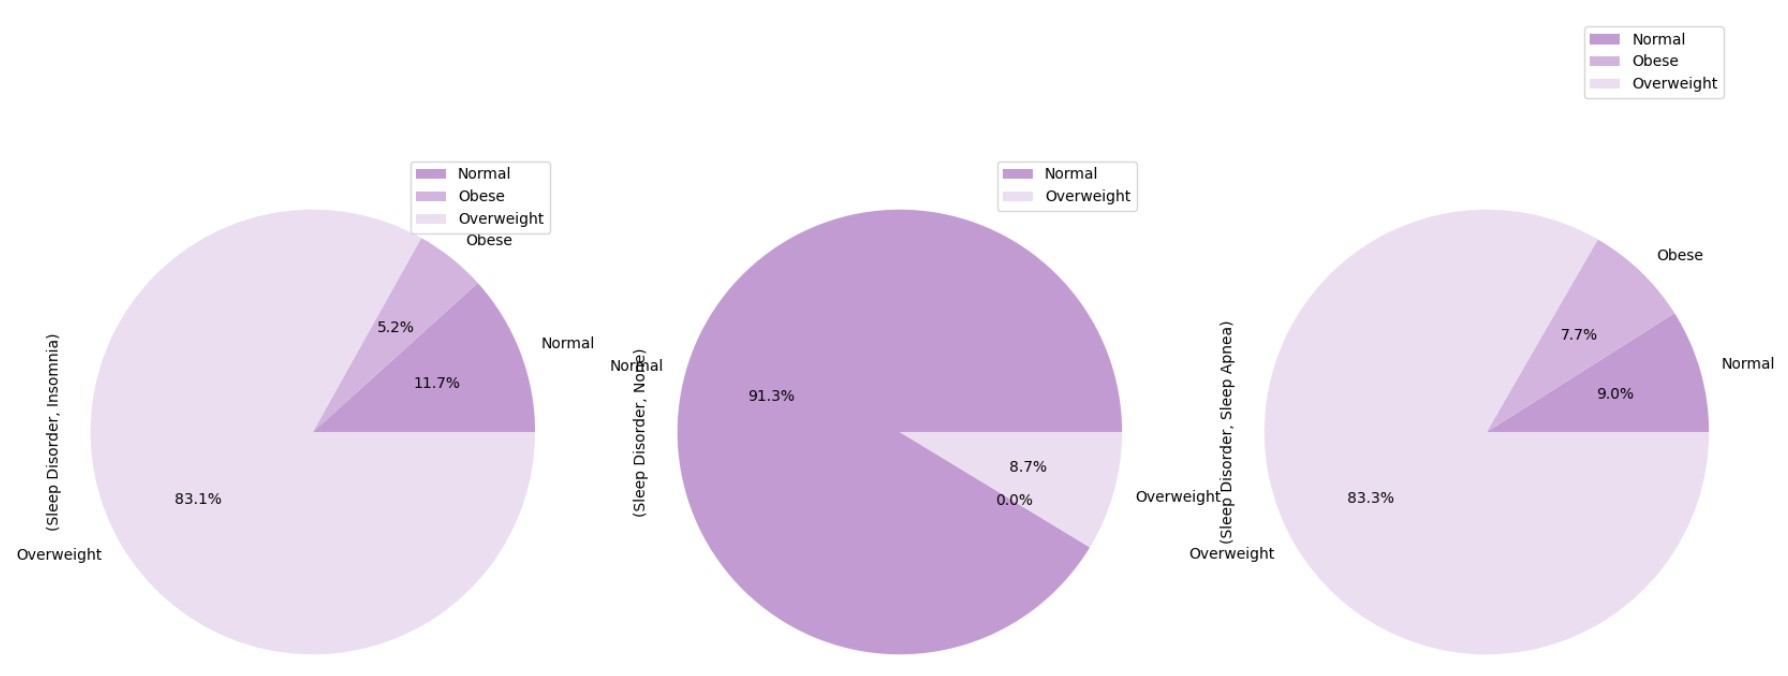 Normal
Obese
Overweight
Obese
Normal
5.2%
11.7%
83.1%
Overweight
(Sleep Disorder, Insomnia)
Normal
Overweight
Normal
91.3%
8.7%
0.0%
Overweight
(Sleep Disorder, None)
Normal
Obese
Overweight
Obese
Normal
7.7%
9.0%
83.3%
Overweight
(Sleep Disorder, Sleep Apnea)